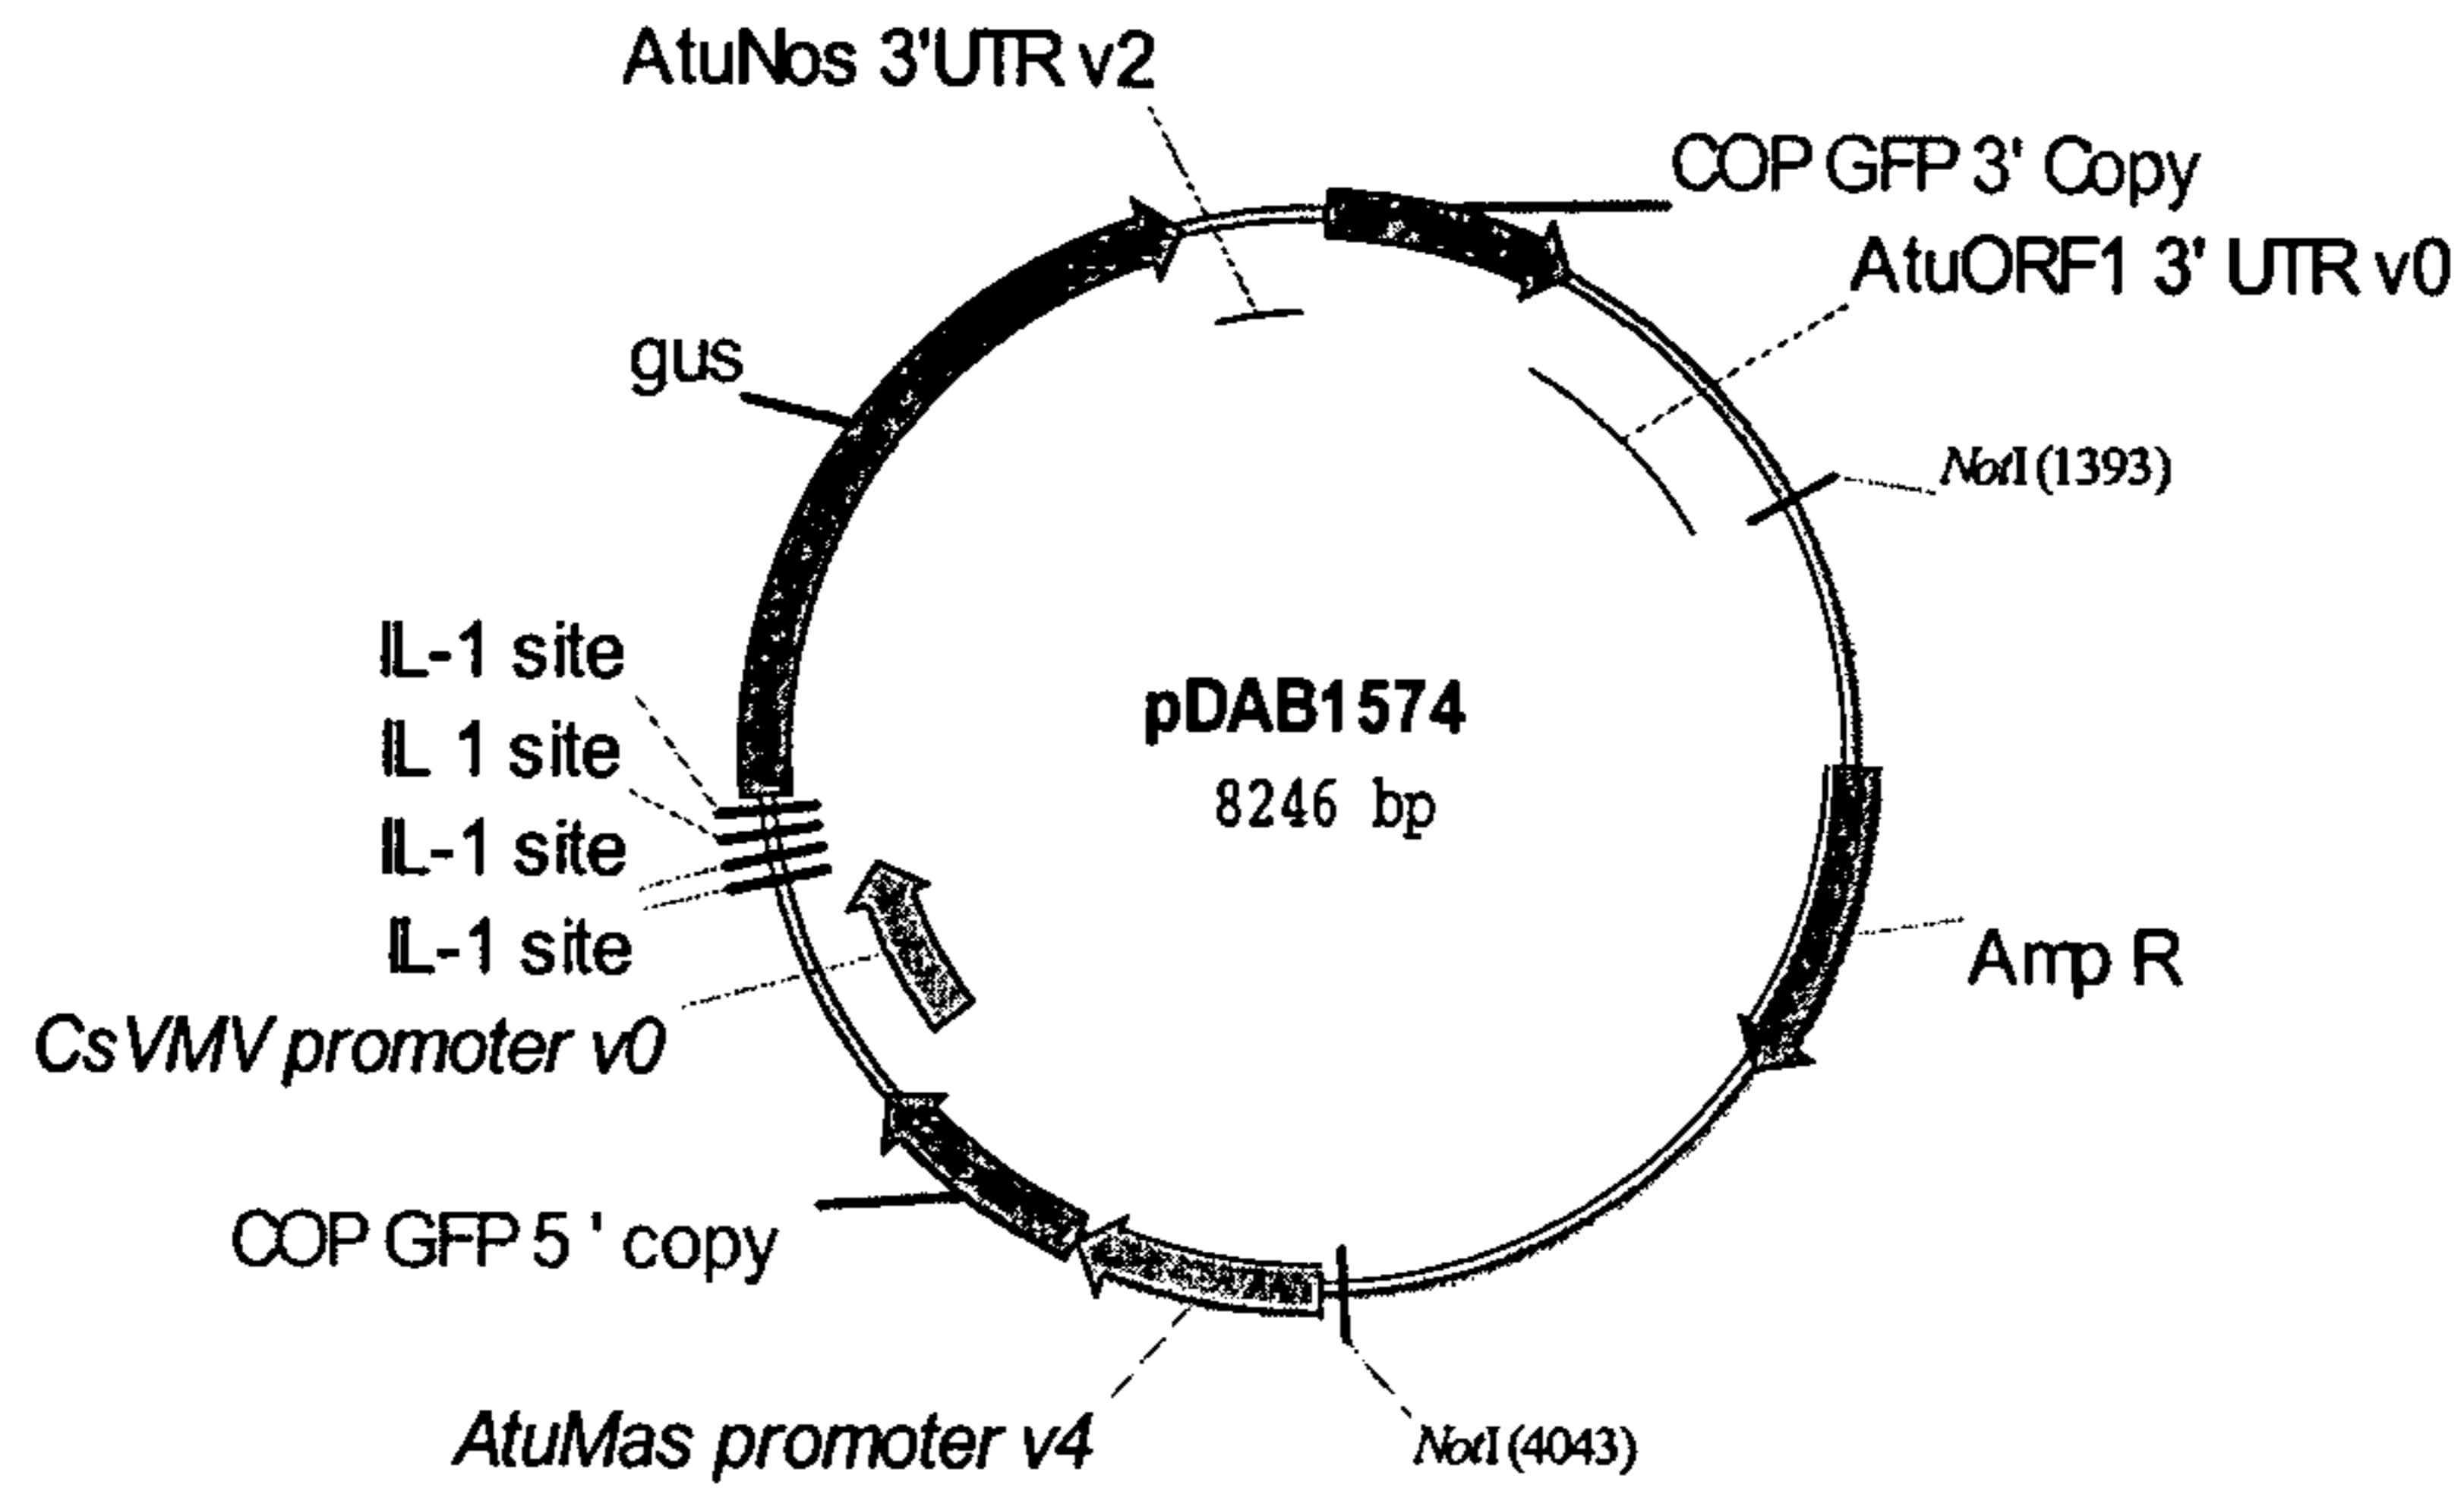 AtuNos 3'UTR v2
COP GFP 3' Copy
AtuORF1 3' UTR v0
gus
NotI (1393)
IL-1 site
IL 1 site
IL-1 site
IL-1 site
pDAB1574
8246 bp
Amp R
CsVMV promoter v0
COP GFP 5 ' copy
AtuMas promoter v4
NotI (4043)